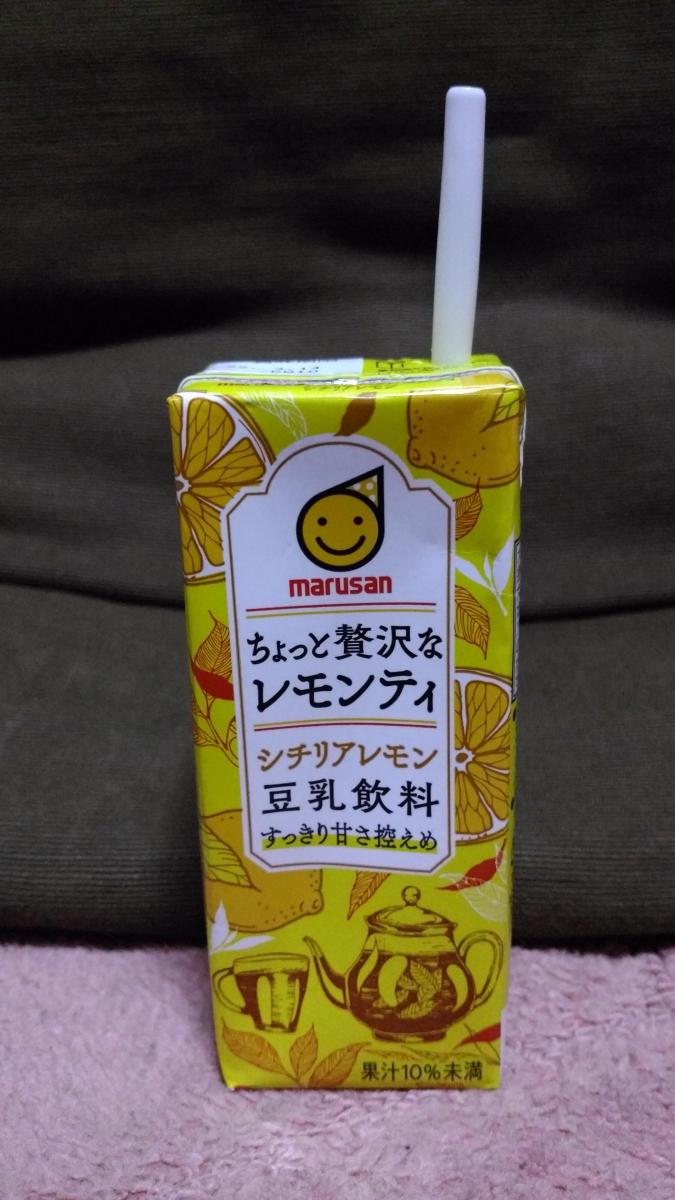 marusan
ちょっと贅沢な
レモンティ
シチリアレモン
豆乳飲料
すっきり甘さ控えめ
果汁10%未満